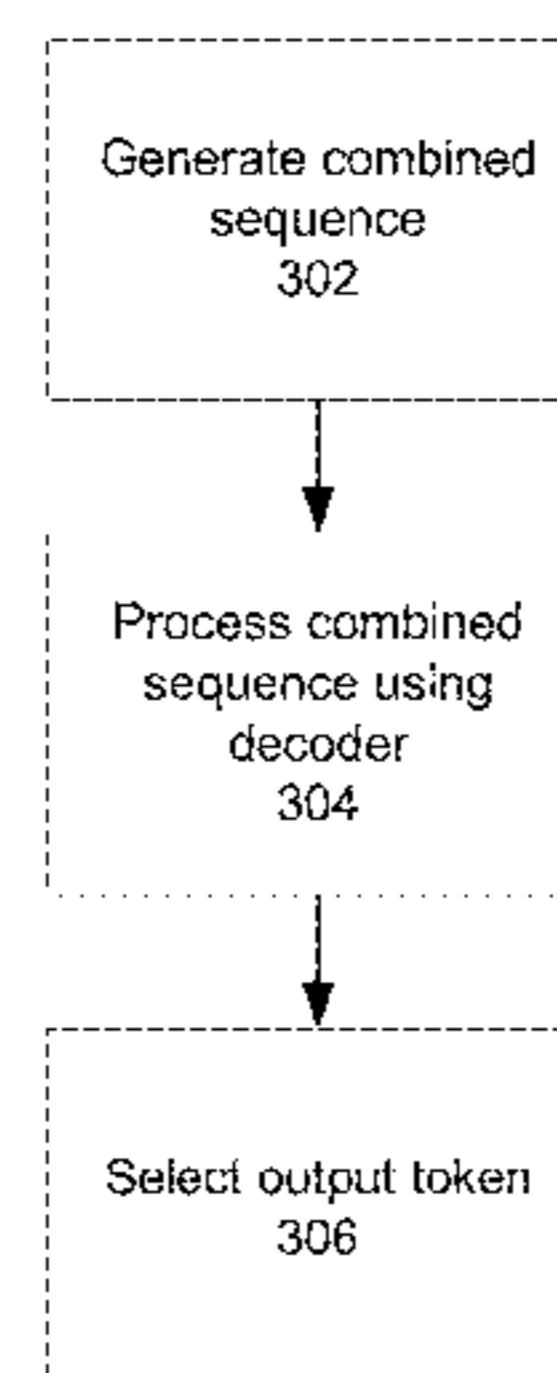 Generate combined
sequence
302
Process combined
sequence using
decoder
304
Select output token
306